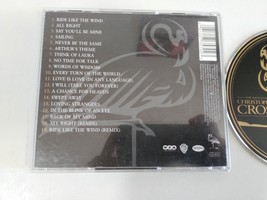 1. RIDE LIKE THE WIND
2. ALL RIGHT
3. SAY YOU'LL BE MINE
4. SAILING
5. NEVER BE THE SAME
6. ARTHUR'S THEME
7. THINK OF LAURA
8. NO TIME FOR TALK
9. WORDS OF WISDOM
10. EVERY TURN OF THE WORLD
11. LOVE IS LOVE (IN ANY LANGUAGE)
12. I WILL (TAKE YOU FOREVER)
13. A CHANCE FOR HEAVEN
14. SWEPT AWAY
15. LOVING STRANGERS
16. IN THE BLINK OF AN EYE
17. BACK OF MY MIND
18. ALL RIGHT (REMIX)
19. RIDE LIKE THE WIND (REMIX)
CHRISTOPH
CRO